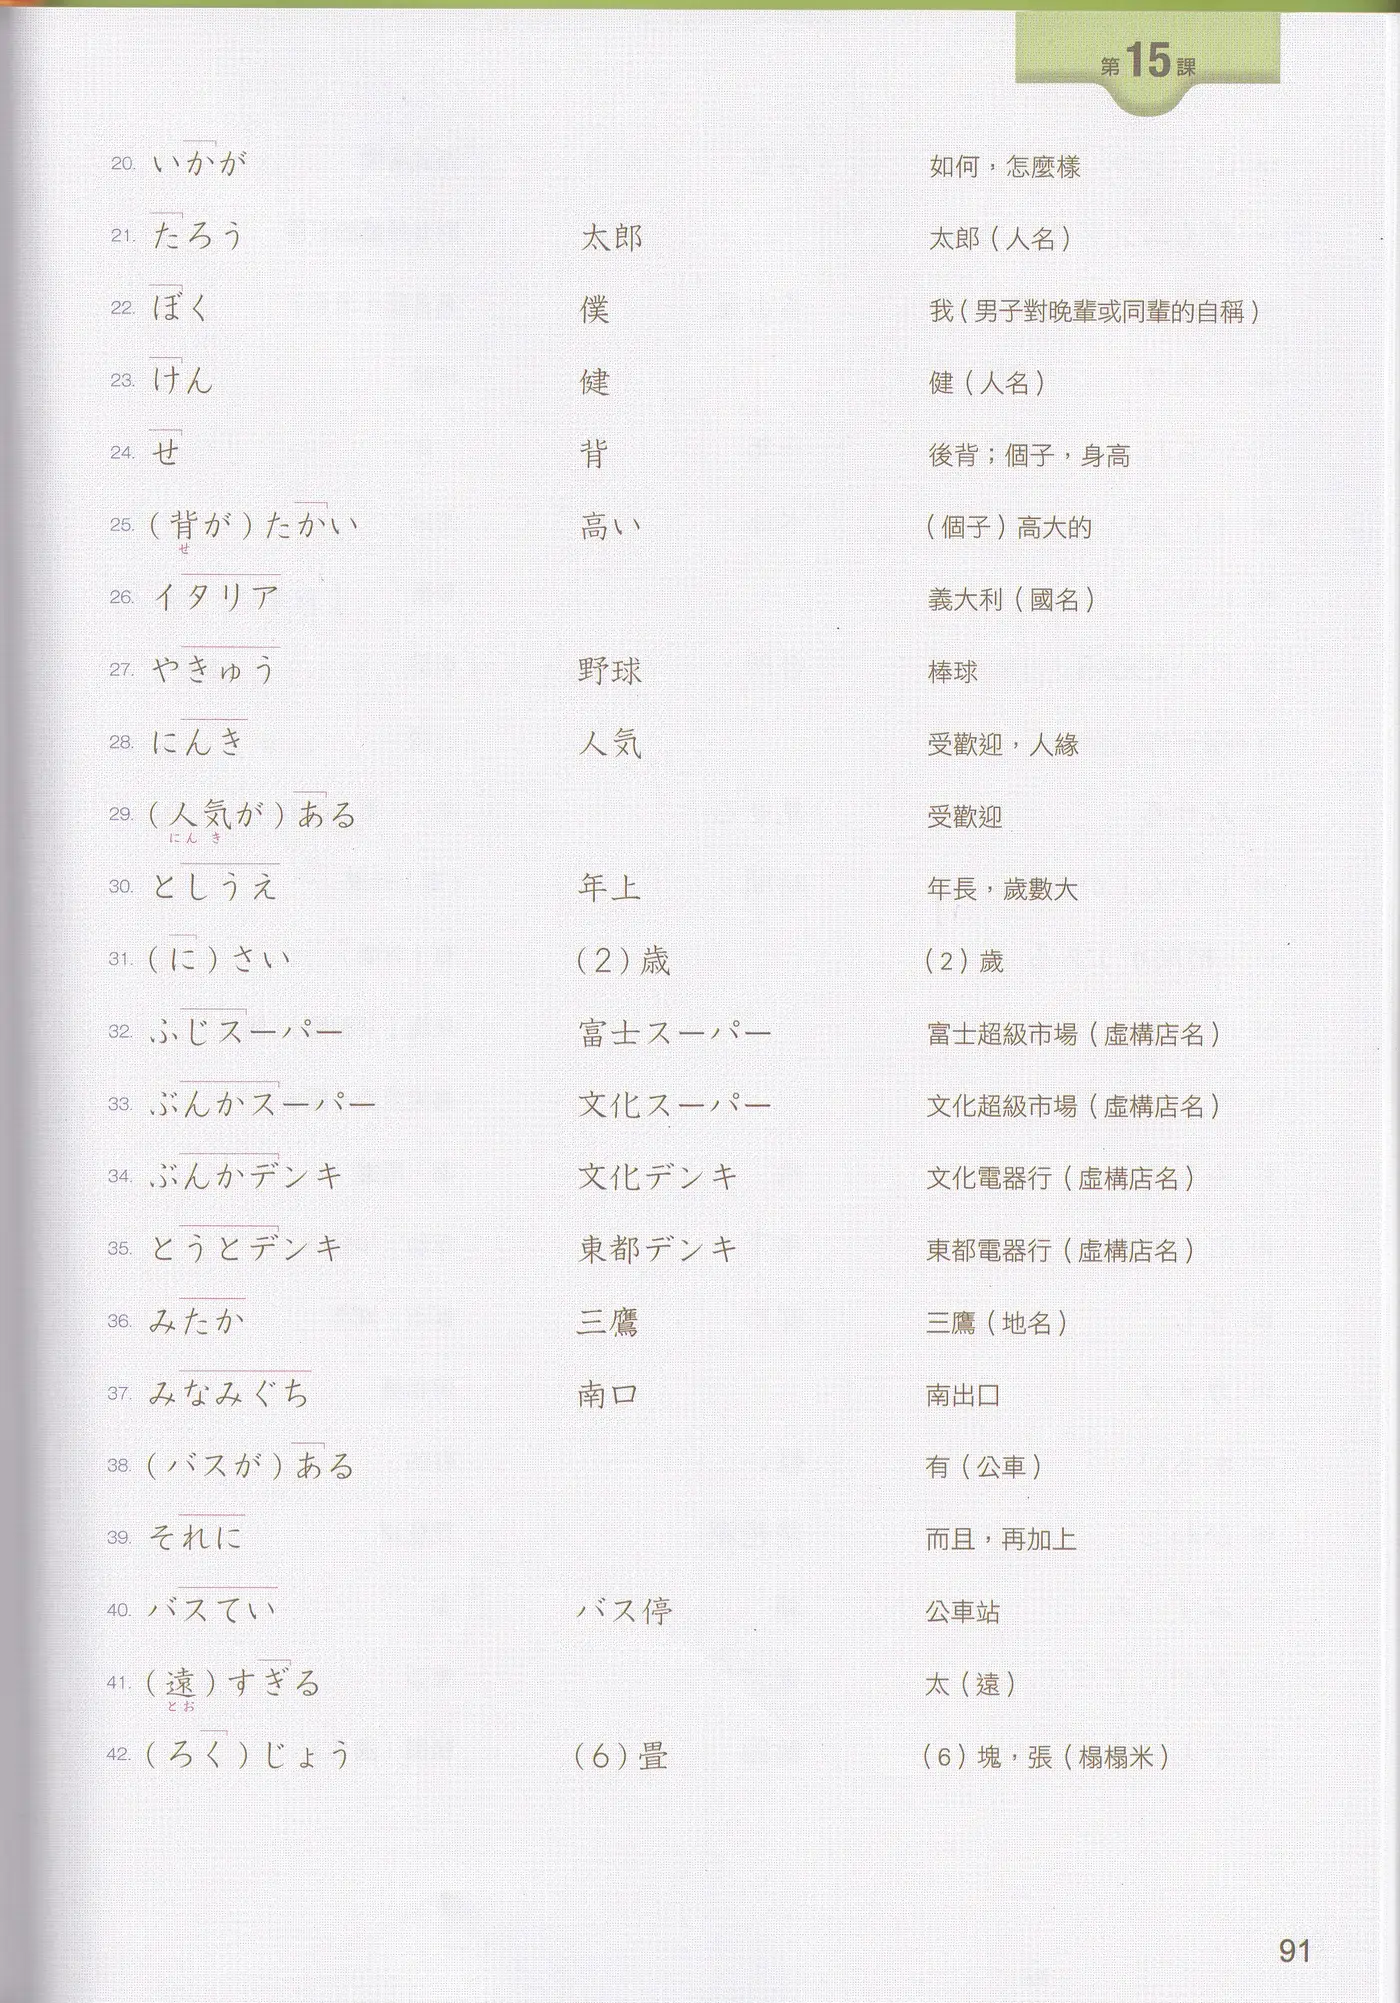 第15課
20. いかが 如何，怎麼樣
21. たろう 太郎 太郎（人名）
22. ぼく 僕 我（男子對晚輩或同輩的自稱）
23. けん 健 健（人名）
24. せ 背 後背；個子，身高
25. （背が）たかい 高い （個子）高大的
せ
26. イタリア 義大利（國名）
27. やきゅう 野球 棒球
28. にんき 人気 受歡迎，人緣
29. （人気が）ある 受歡迎
にんき
30. としうえ 年上 年長，歲數大
31. （に）さい （2）歳 （2）歲
32. ふじスーパー 富士スーパー 富士超級市場（虛構店名）
33. ぶんかスーパー 文化スーパー 文化超級市場（虛構店名）
34. ぶんかデンキ 文化デンキ 文化電器行（虛構店名）
35. とうとデンキ 東都デンキ 東都電器行（虛構店名）
36. みたか 三鷹 三鷹（地名）
37. みなみぐち 南口 南出口
38. （バスが）ある 有（公車）
39. それに 而且，再加上
40. バスてい バス停 公車站
41. （遠）すぎる 太（遠）
とお
42. （ろく）じょう （6）畳 （6）塊，張（榻榻米）
91